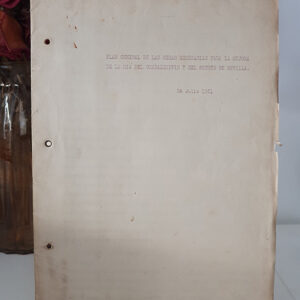 PLAN GENERAL DE LAS OBRAS NECESARIAS PARA LA MEJORA
DE LA RIA DEL GUADALQUIVIR Y DEL PUERTO DE SEVILLA.
Julio 1951